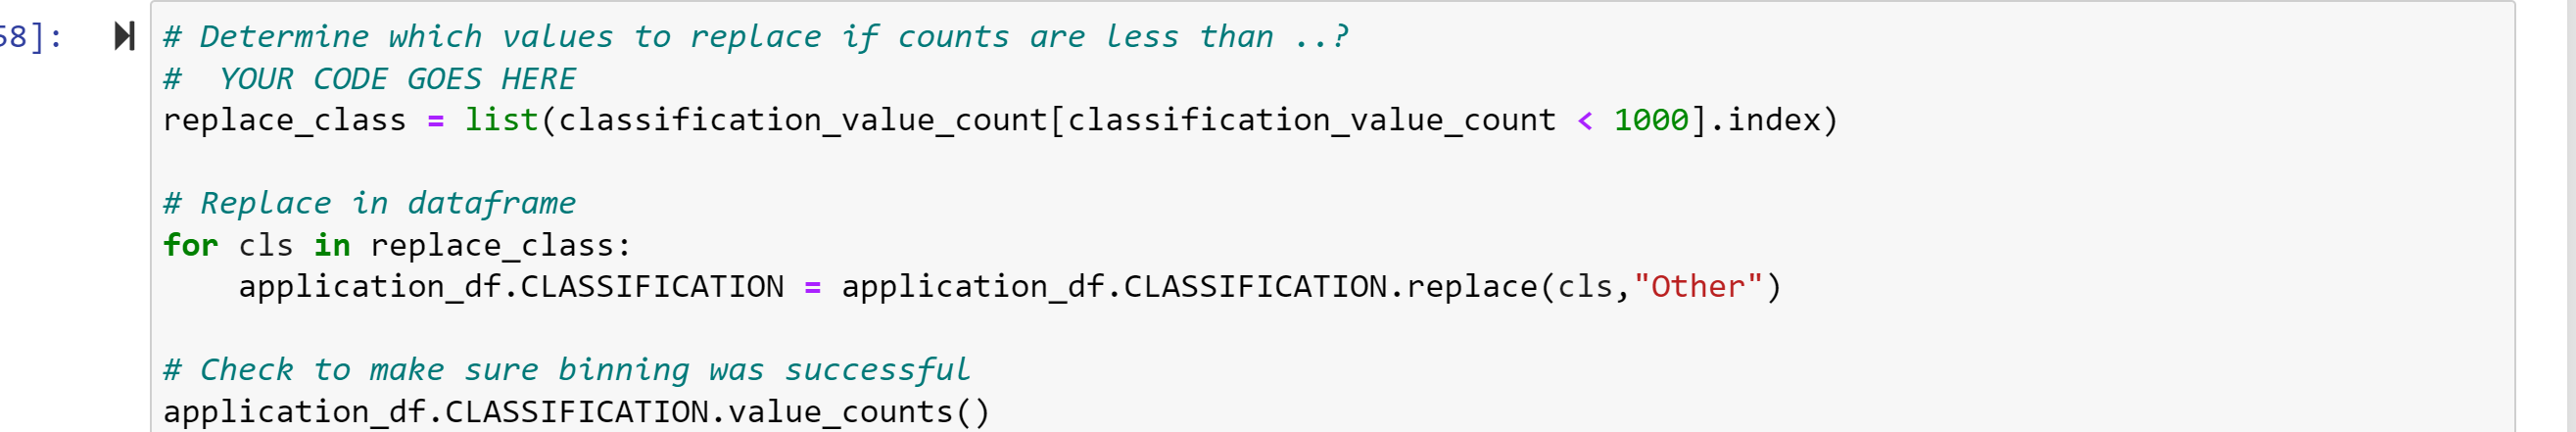 58]:
# Determine which values to replace if counts are less than ..?
#  YOUR CODE GOES HERE
replace_class = list(classification_value_count[classification_value_count < 1000].index)
# Replace in dataframe
for cls in replace_class:
    application_df.CLASSIFICATION = application_df.CLASSIFICATION.replace(cls,"Other")
# Check to make sure binning was successful
application_df.CLASSIFICATION.value_counts()